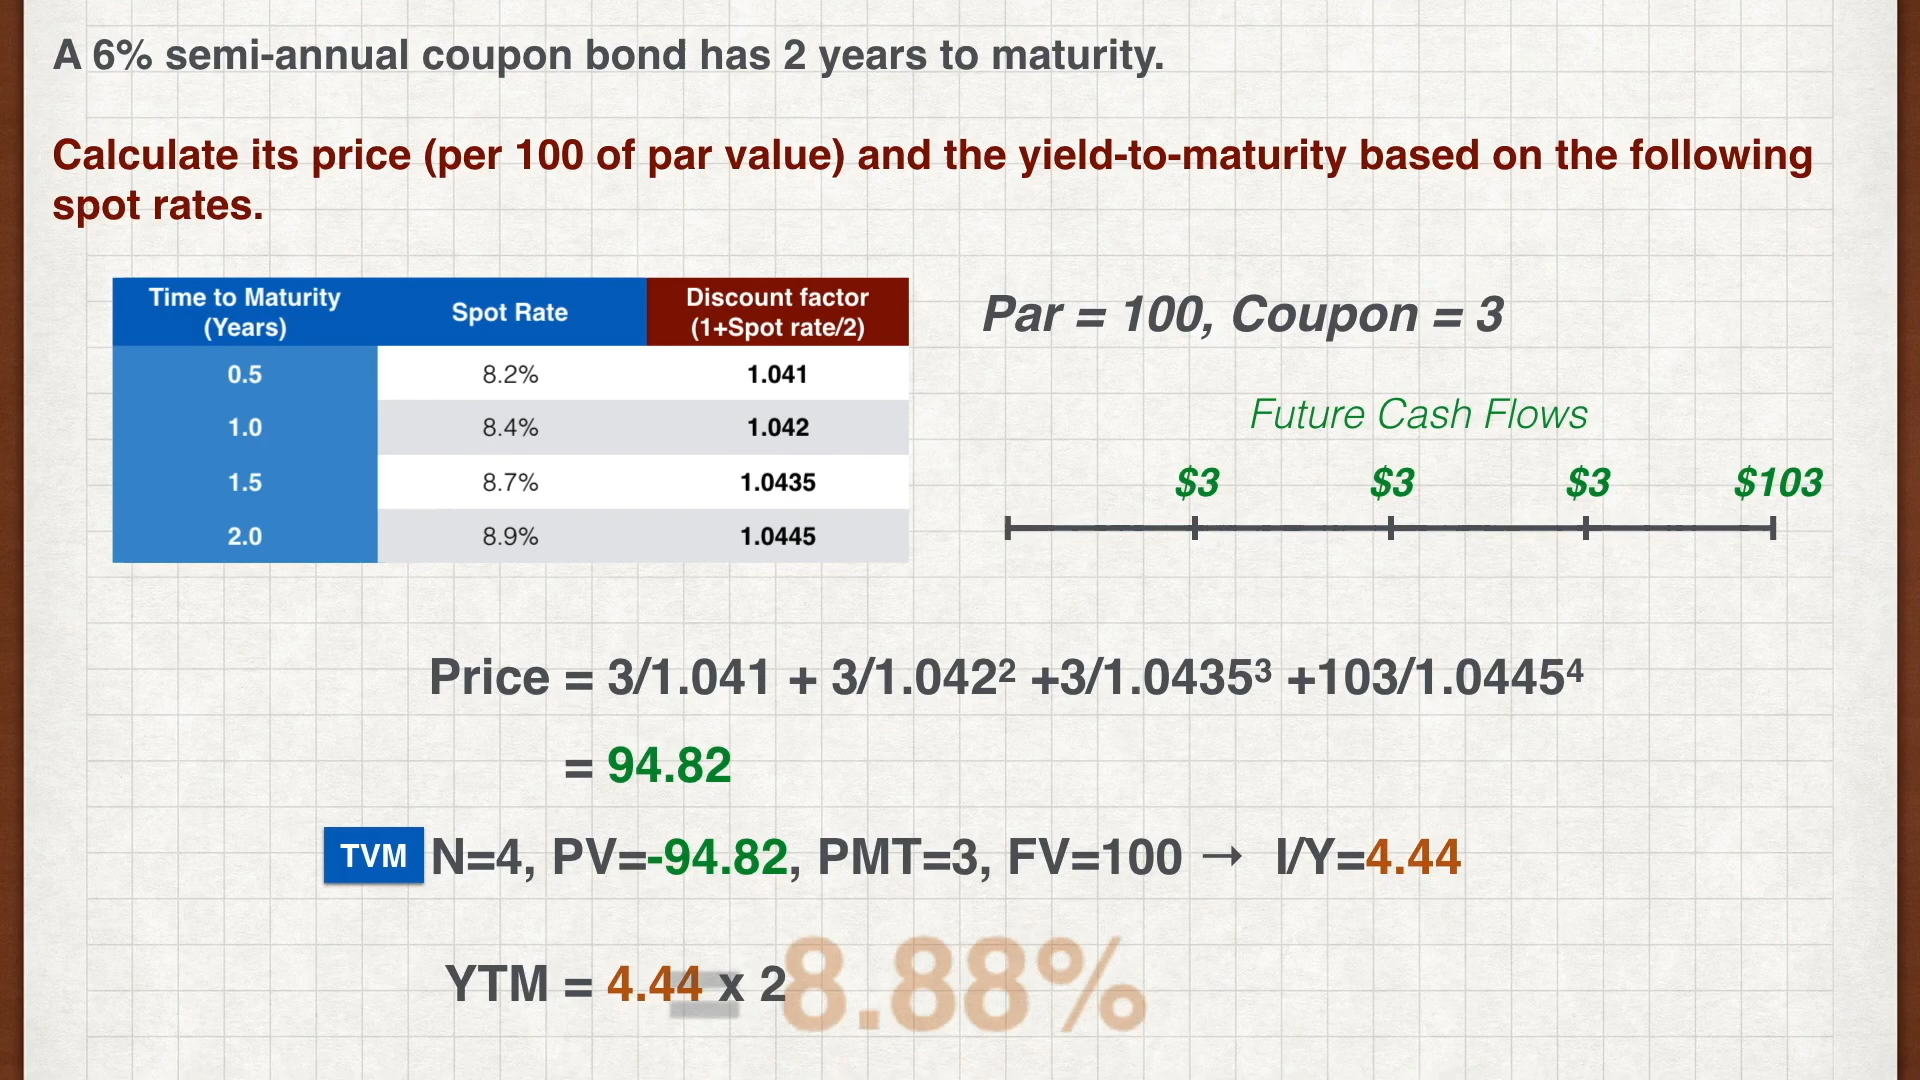 A 6% semi-annual coupon bond has 2 years to maturity.
Calculate its price (per 100 of par value) and the yield-to-maturity based on the following
spot rates.
Time to Maturity (Years) Spot Rate Discount factor (1+Spot rate/2)
0.5 8.2% 1.041
1.0 8.4% 1.042
1.5 8.7% 1.0435
2.0 8.9% 1.0445
Par = 100, Coupon = 3
Future Cash Flows
$3 $3 $3 $103
Price = 3/1.041 + 3/1.042² +3/1.0435³ +103/1.0445⁴
= 94.82
TVM N=4, PV=-94.82, PMT=3, FV=100 → I/Y=4.44
YTM = 4.44 x 2 = 8.88%